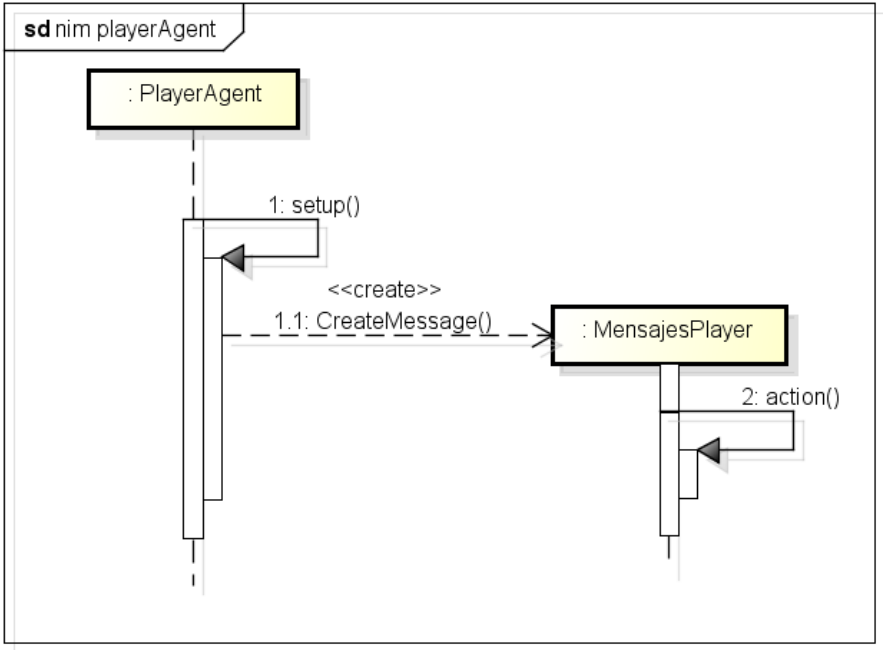 sd nim playerAgent
: PlayerAgent
1: setup()
<<create>>
1.1: CreateMessage()
: MensajesPlayer
2: action()